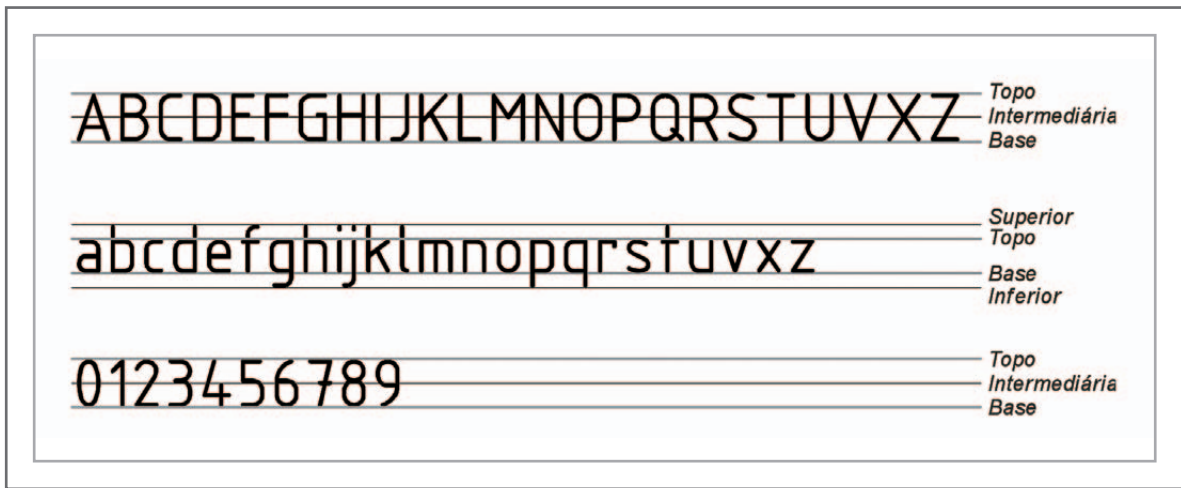 ABCDEFGHIJKLMNOPQRSTUVXZ
Topo
Intermediária
Base
abcdefghijklmnopqrstuvxz
Superior
Topo
Base
Inferior
0123456789
Topo
Intermediária
Base